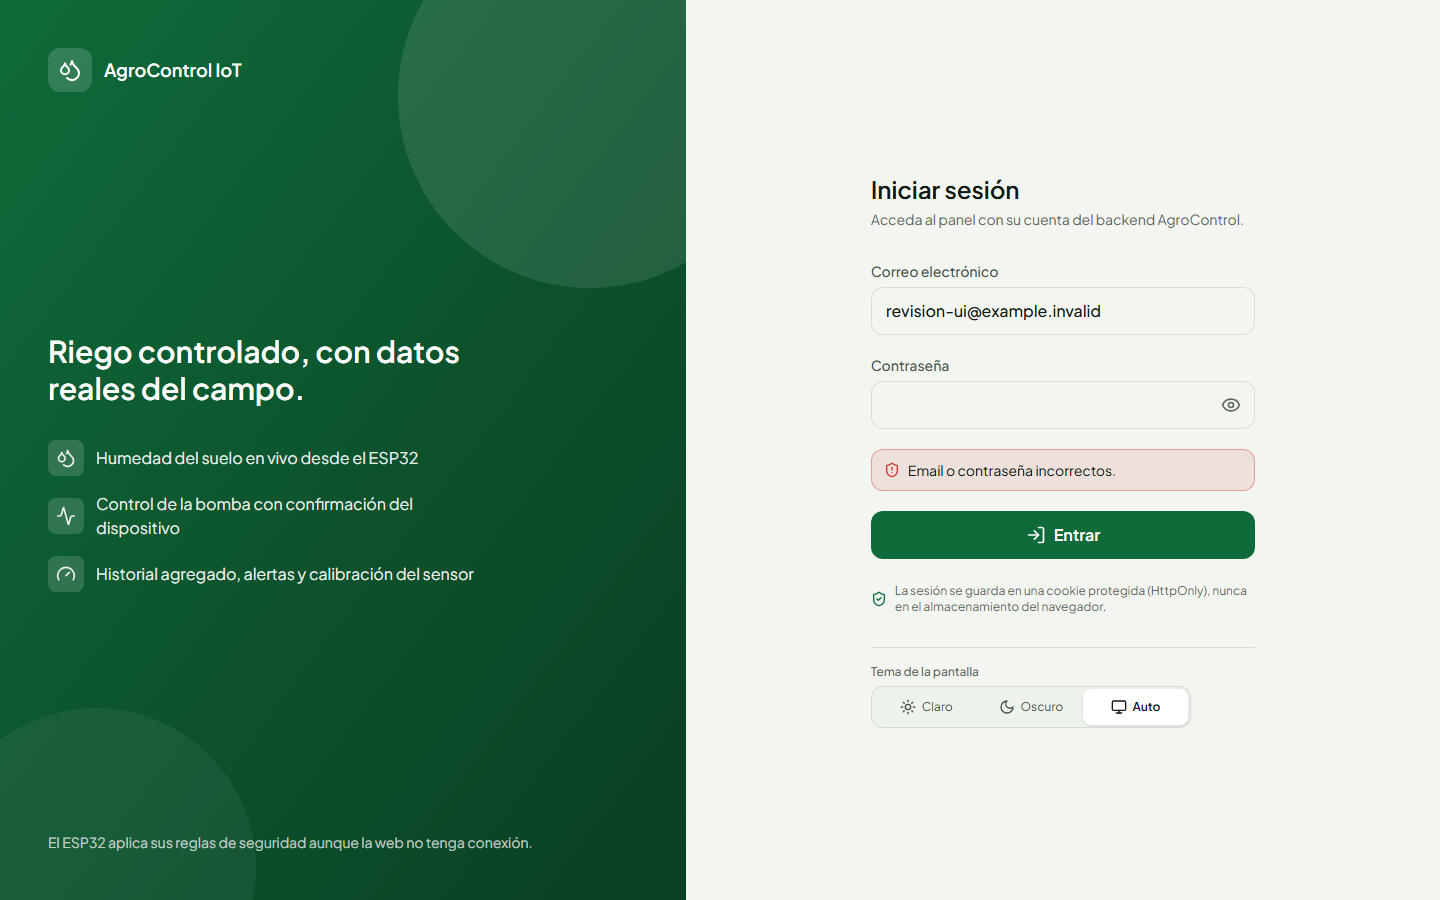 AgroControl IoT
Riego controlado, con datos
reales del campo.
Humedad del suelo en vivo desde el ESP32
Control de la bomba con confirmación del
dispositivo
Historial agregado, alertas y calibración del sensor
El ESP32 aplica sus reglas de seguridad aunque la web no tenga conexión.
Iniciar sesión
Acceda al panel con su cuenta del backend AgroControl.
Correo electrónico
revision-ui@example.invalid
Contraseña
Email o contraseña incorrectos.
Entrar
La sesión se guarda en una cookie protegida (HttpOnly), nunca
en el almacenamiento del navegador.
Tema de la pantalla
Claro Oscuro Auto